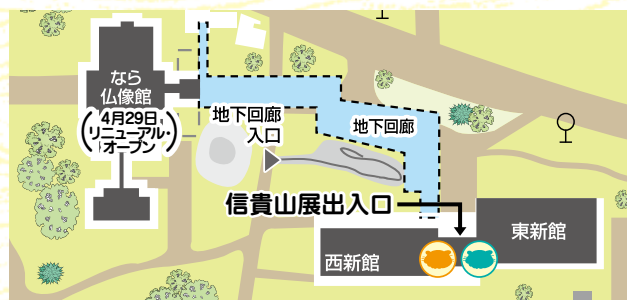 なら
仏像館
(4月29日
リニューアル・
オープン)
地下回廊
入口
地下回廊
信貴山展出入口
東新館
西新館